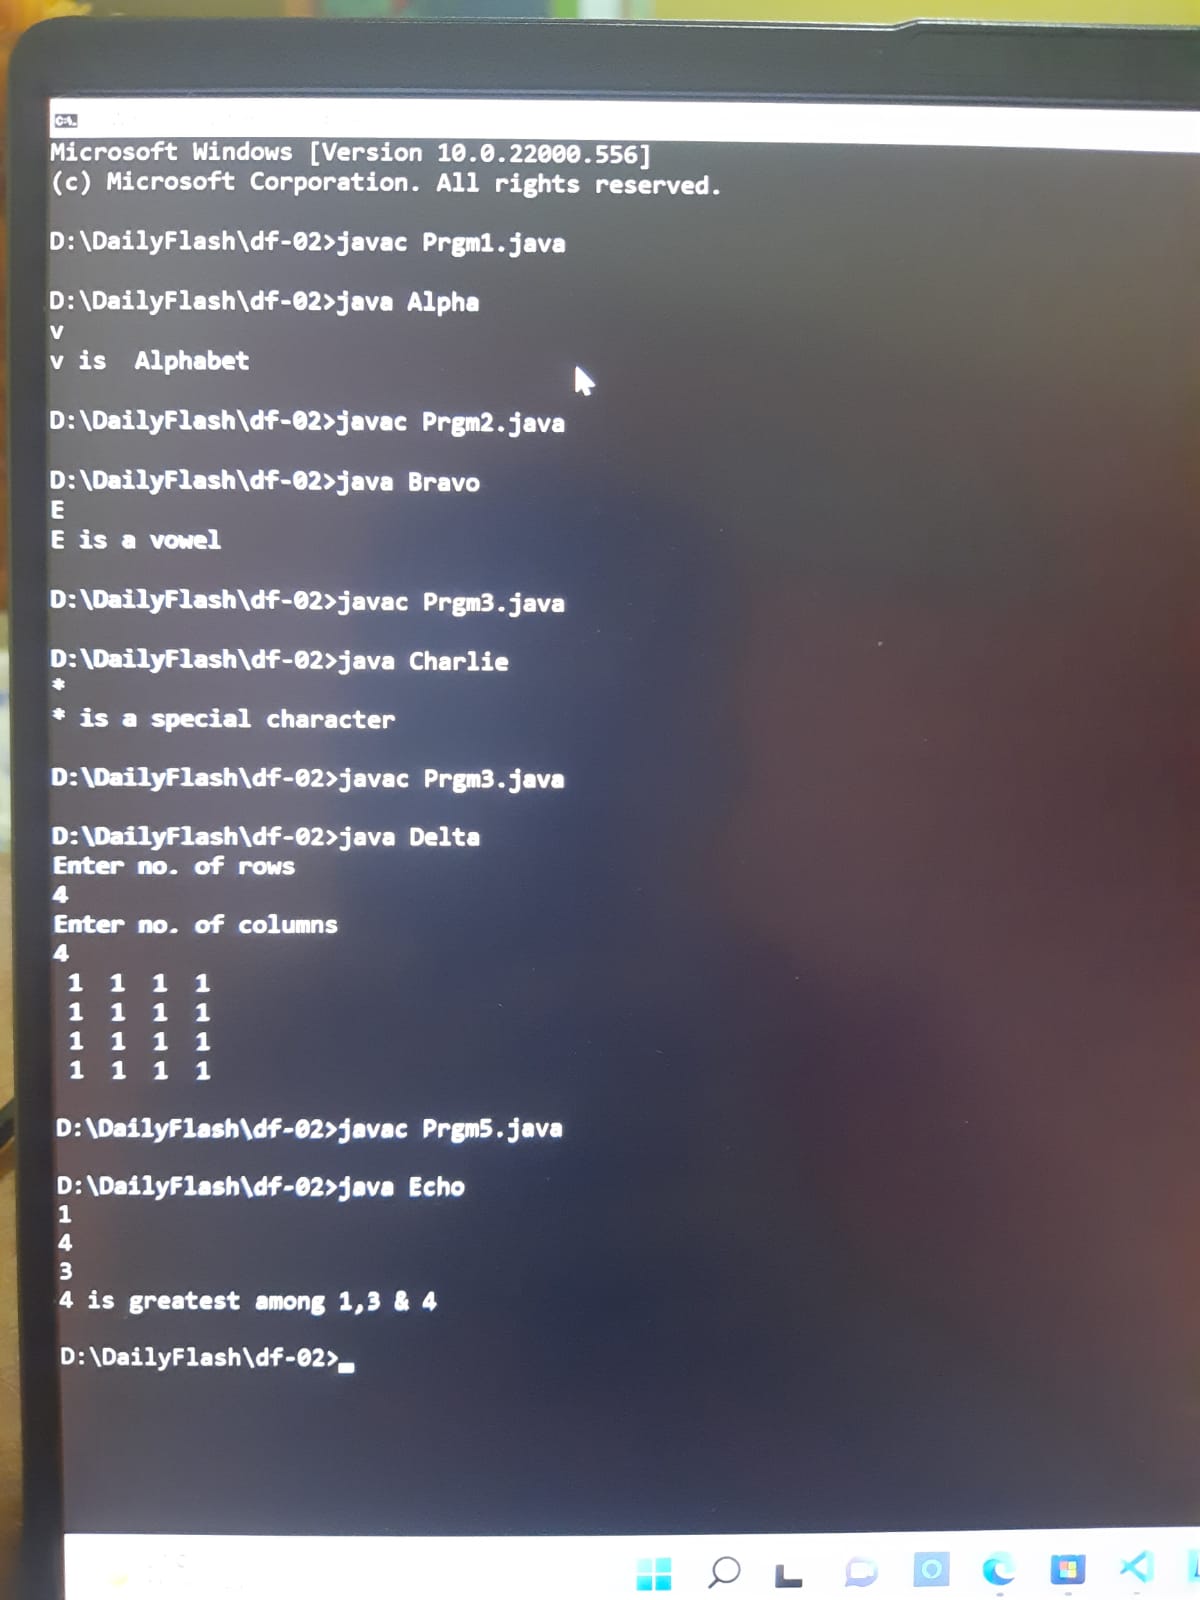 Microsoft Windows [Version 10.0.22000.556]
(c) Microsoft Corporation. All rights reserved.
D:\DailyFlash\df-02>javac Prgm1.java
D:\DailyFlash\df-02>java Alpha
v
v is  Alphabet
D:\DailyFlash\df-02>javac Prgm2.java
D:\DailyFlash\df-02>java Bravo
E
E is a vowel
D:\DailyFlash\df-02>javac Prgm3.java
D:\DailyFlash\df-02>java Charlie
*
* is a special character
D:\DailyFlash\df-02>javac Prgm3.java
D:\DailyFlash\df-02>java Delta
Enter no. of rows
4
Enter no. of columns
4
 1  1  1  1
 1  1  1  1
 1  1  1  1
 1  1  1  1
D:\DailyFlash\df-02>javac Prgm5.java
D:\DailyFlash\df-02>java Echo
1
4
3
4 is greatest among 1,3 & 4
D:\DailyFlash\df-02>